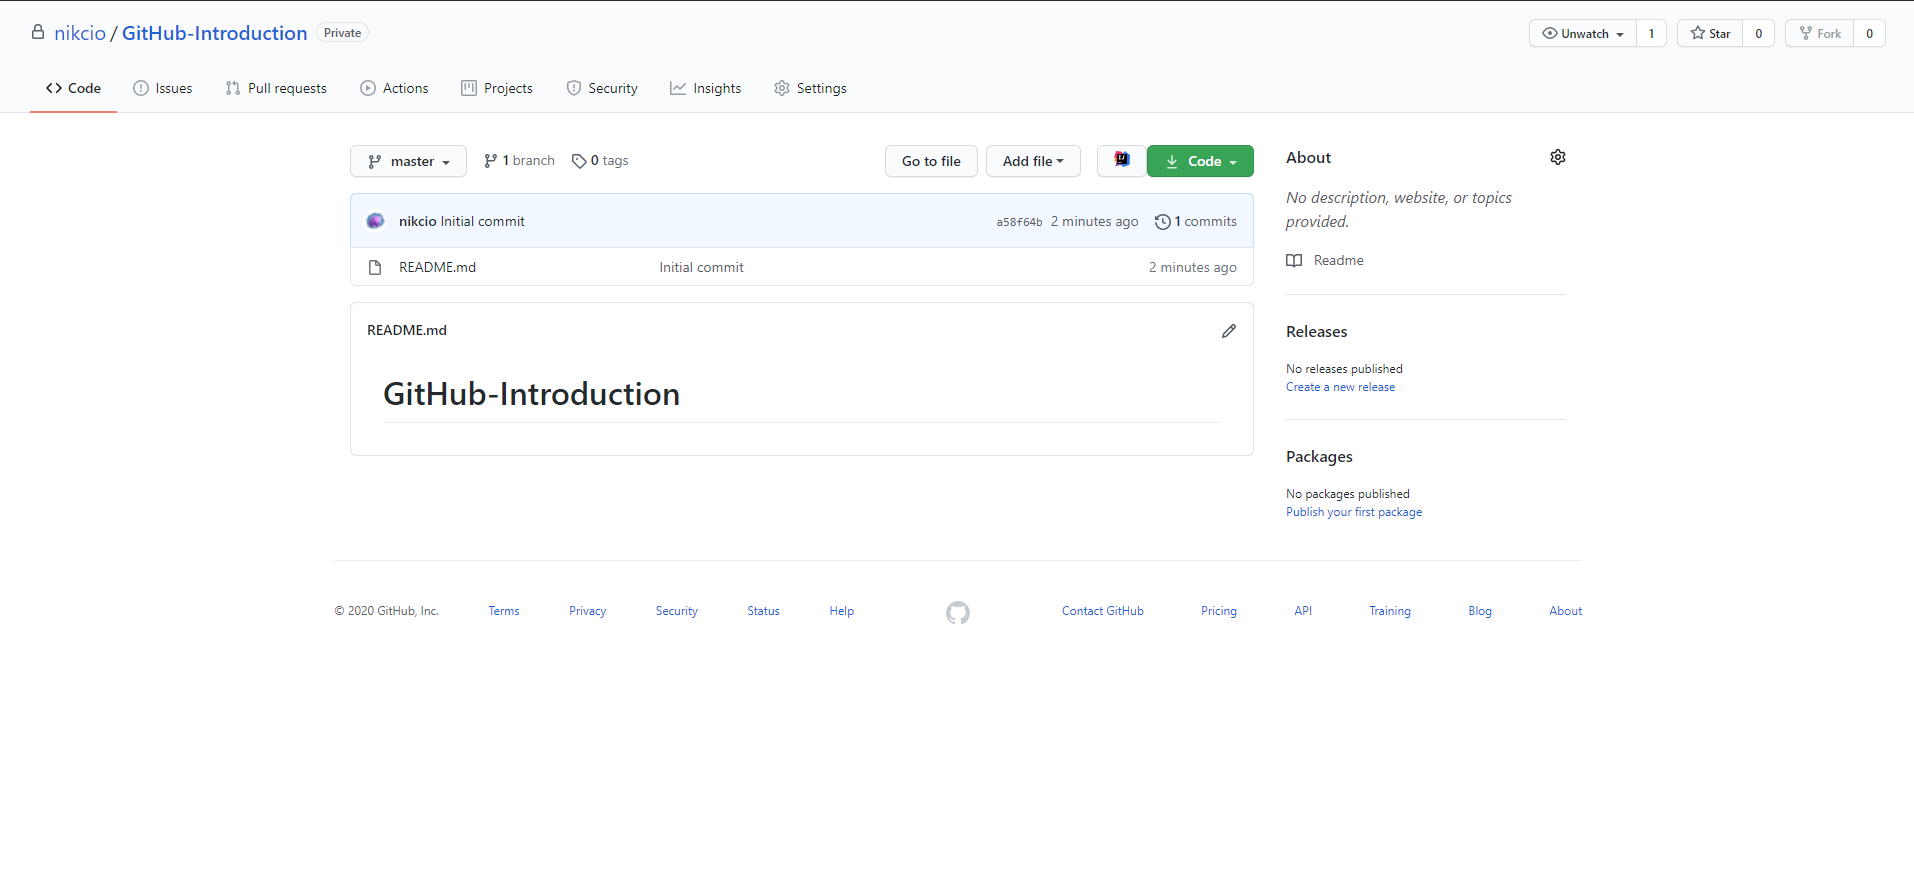 nikcio / GitHub-Introduction Private
Unwatch 1 Star 0 Fork 0
Code Issues Pull requests Actions Projects Security Insights Settings
master 1 branch 0 tags Go to file Add file Code
nikcio Initial commit a58f64b 2 minutes ago 1 commits
README.md Initial commit 2 minutes ago
README.md
GitHub-Introduction
About
No description, website, or topics
provided.
Readme
Releases
No releases published
Create a new release
Packages
No packages published
Publish your first package
© 2020 GitHub, Inc. Terms Privacy Security Status Help Contact GitHub Pricing API Training Blog About